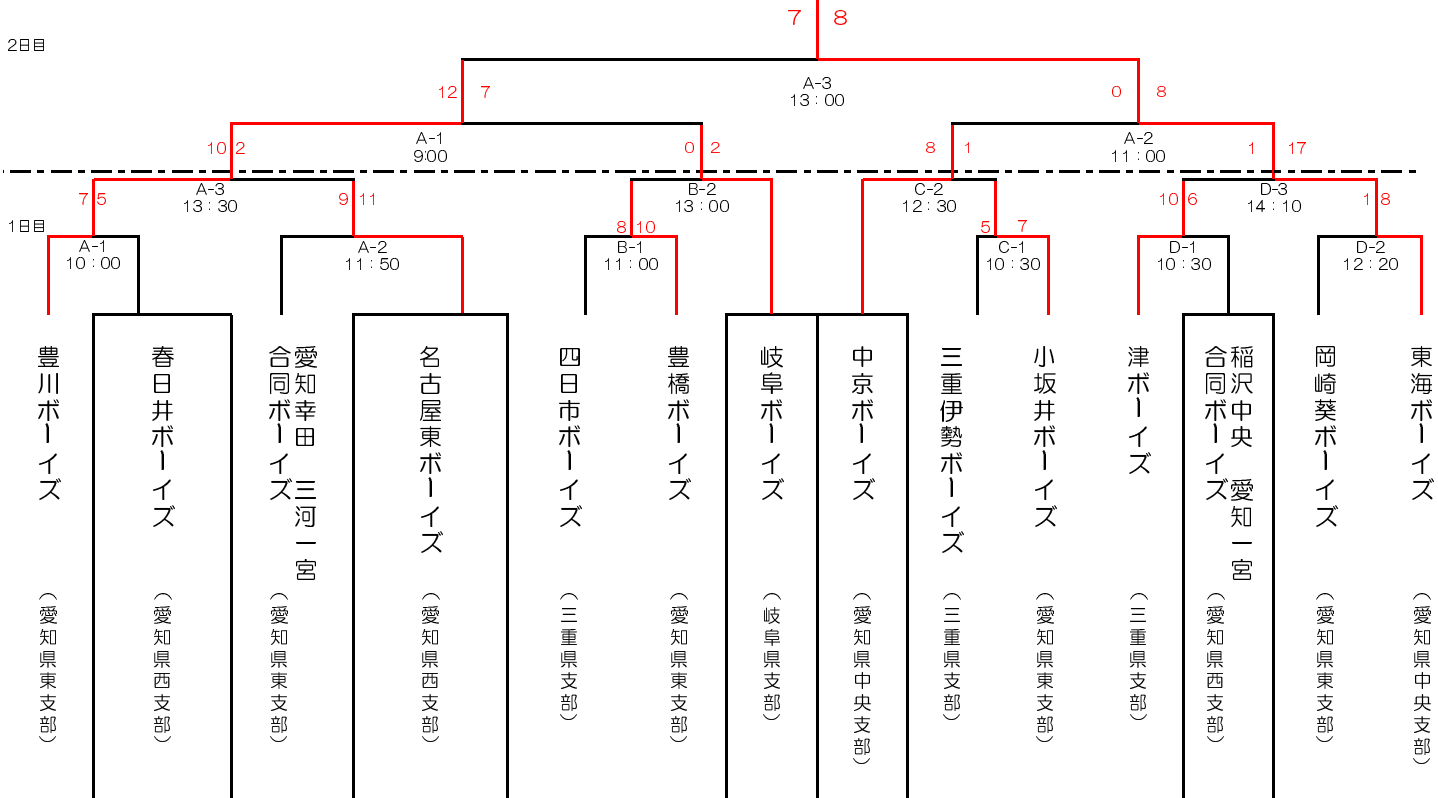 7 8
2日目
A-3
13:00
12 7
0 8
A-1
9:00
A-2
11:00
10 2
0 2
8 1
1 17
A-3
13:30
B-2
13:00
C-2
12:30
D-3
14:10
7 5
9 11
10 6
1 8
1日目
8 10
5 7
A-1
10:00
A-2
11:50
B-1
11:00
C-1
10:30
D-1
10:30
D-2
12:20
豊川ボーイズ
(愛知県東支部)
春日井ボーイズ
(愛知県西支部)
愛知幸田 三河一宮
合同ボーイズ
(愛知県東支部)
名古屋東ボーイズ
(愛知県西支部)
四日市ボーイズ
(三重県支部)
豊橋ボーイズ
(愛知県東支部)
岐阜ボーイズ
(岐阜県支部)
中京ボーイズ
(愛知県中央支部)
三重伊勢ボーイズ
(三重県支部)
小坂井ボーイズ
(愛知県東支部)
津ボーイズ
(三重県支部)
稲沢中央 愛知一宮
合同ボーイズ
(愛知県西支部)
岡崎葵ボーイズ
(愛知県東支部)
東海ボーイズ
(愛知県中央支部)